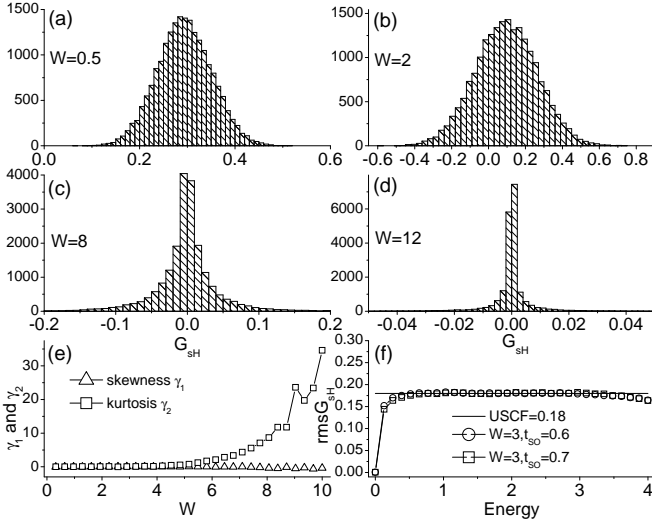 (a)
W=0.5
1500
1000
500
0
0.0 0.2 0.4 0.6
(b)
W=2
1500
1000
500
0
-0.6 -0.4 -0.2 0.0 0.2 0.4 0.6 0.8
(c)
W=8
4000
3000
2000
1000
0
-0.2 -0.1 0.0 0.1 0.2
G_sH
(d)
W=12
6000
4000
2000
0
-0.04 -0.02 0.00 0.02 0.04
G_sH
(e)
skewness γ₁
kurtosis γ₂
γ₁ and γ₂
30
20
10
0
0 2 4 6 8 10
W
(f)
rmsG_sH
0.30
0.25
0.20
0.15
0.10
0.05
0.00
USCF=0.18
W=3,t_SO=0.6
W=3,t_SO=0.7
0 1 2 3 4
Energy